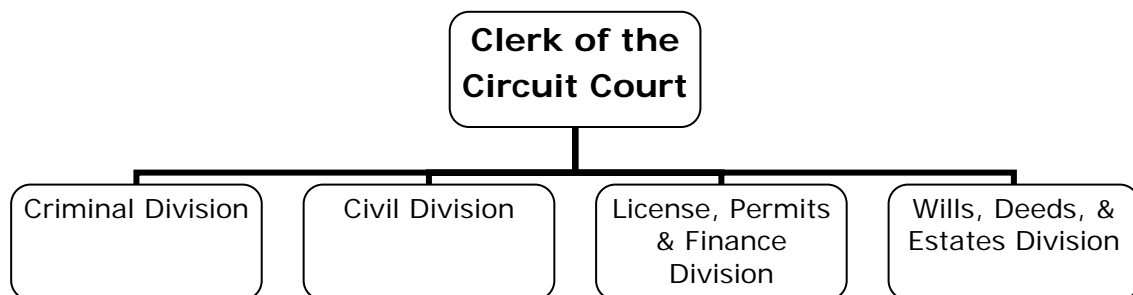 Clerk of the
Circuit Court
Criminal Division
Civil Division
License, Permits
& Finance
Division
Wills, Deeds, &
Estates Division